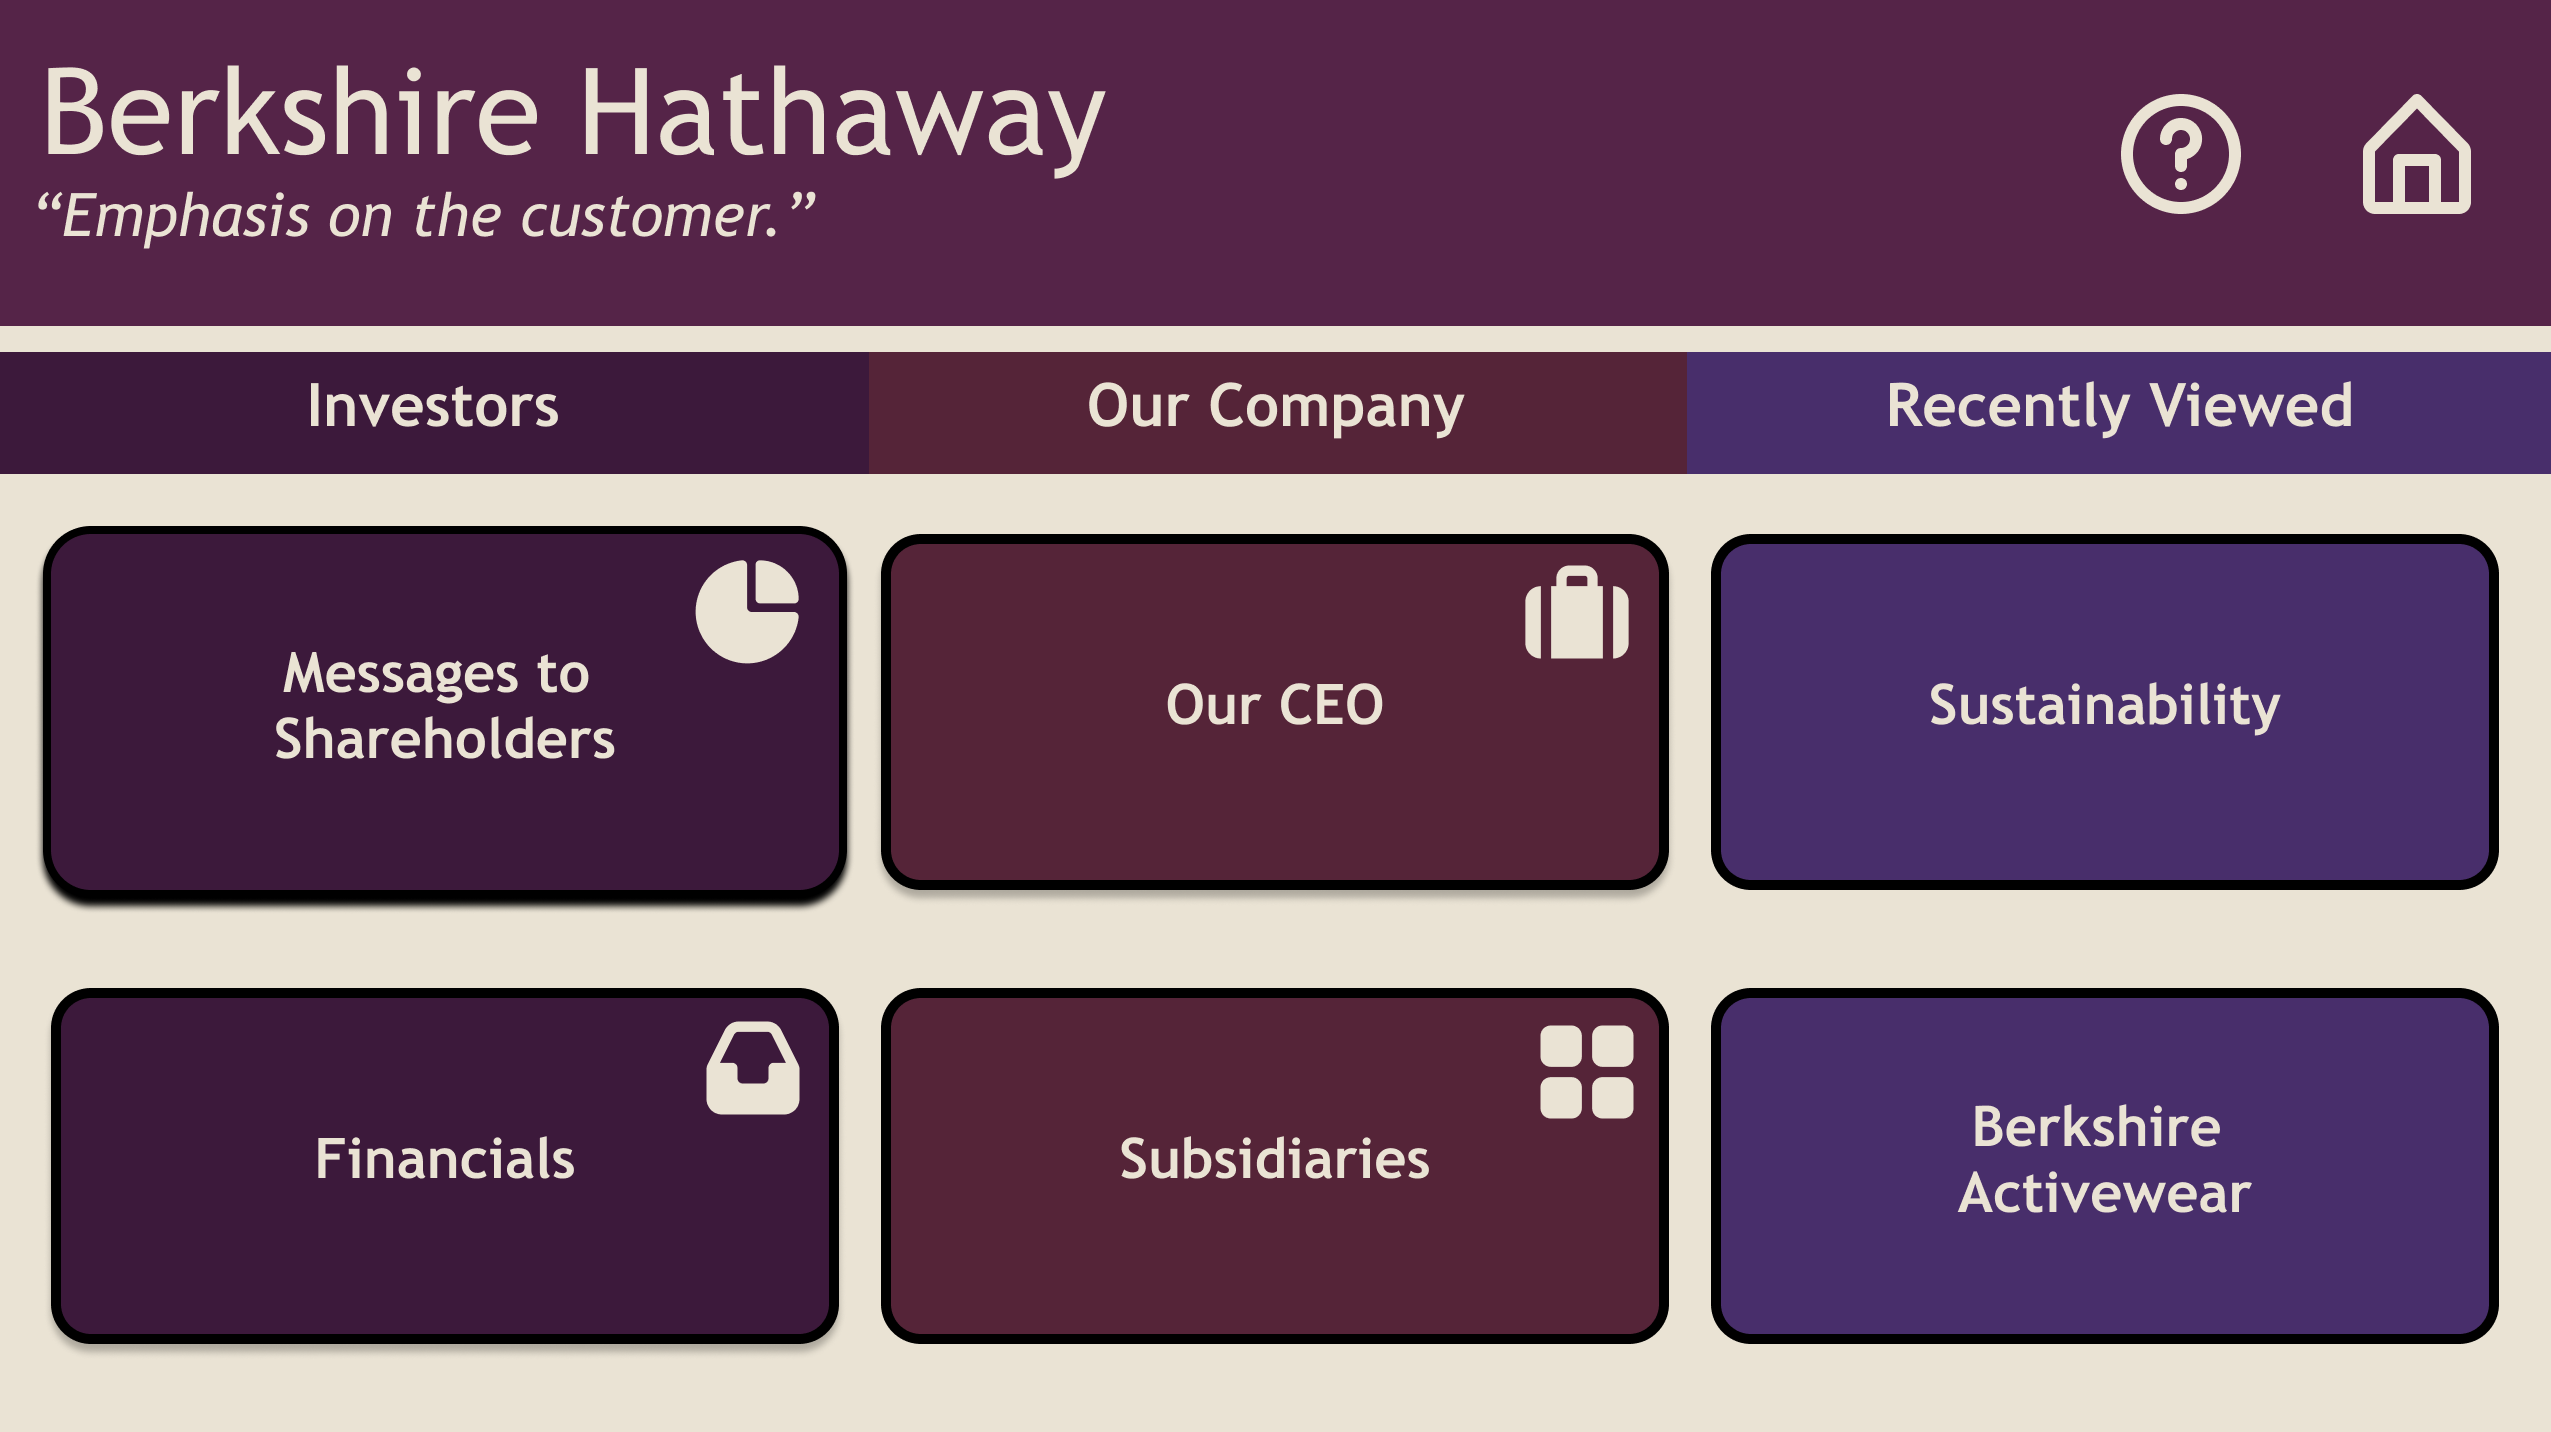 Berkshire Hathaway
“Emphasis on the customer.”
Investors
Our Company
Recently Viewed
Messages to
Shareholders
Our CEO
Sustainability
Financials
Subsidiaries
Berkshire
Activewear